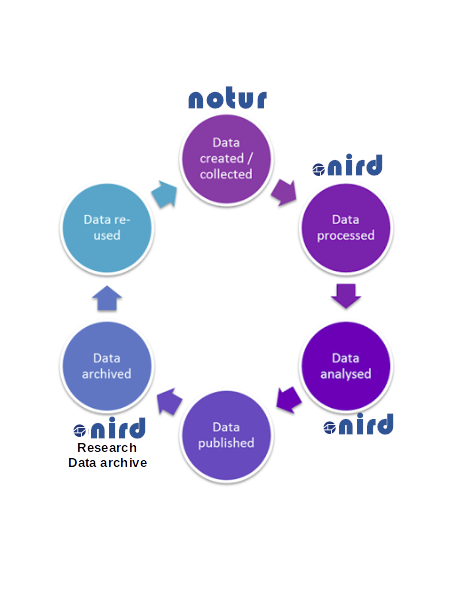 notur
Data
created /
collected
nird
Data
processed
Data re-
used
Data
analysed
Data
archived
nird
nird
Research
Data archive
Data
published